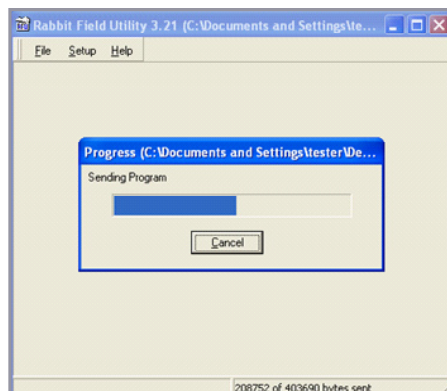 Rabbit Field Utility 3.21 (C:\Documents and Settings\te...
File Setup Help
Progress (C:\Documents and Settings\tester\De...
Sending Program
Cancel
208752 of 403690 bytes sent